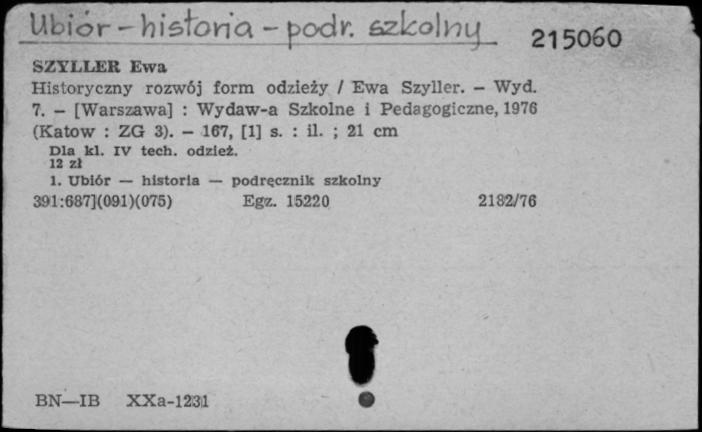 Ubiór – historia – podr. szkolny 215060
SZYLLER Ewa
Historyczny rozwój form odzieży / Ewa Szyller. – Wyd.
7. – [Warszawa] : Wydaw-a Szkolne i Pedagogiczne, 1976
(Katow : ZG 3). – 167, [1] s. : il. ; 21 cm
Dla kl. IV tech. odzież.
12 zł
1. Ubiór — historia — podręcznik szkolny
391:687](091)(075) Egz. 15220 2182/76
BN—IB XXa-1231